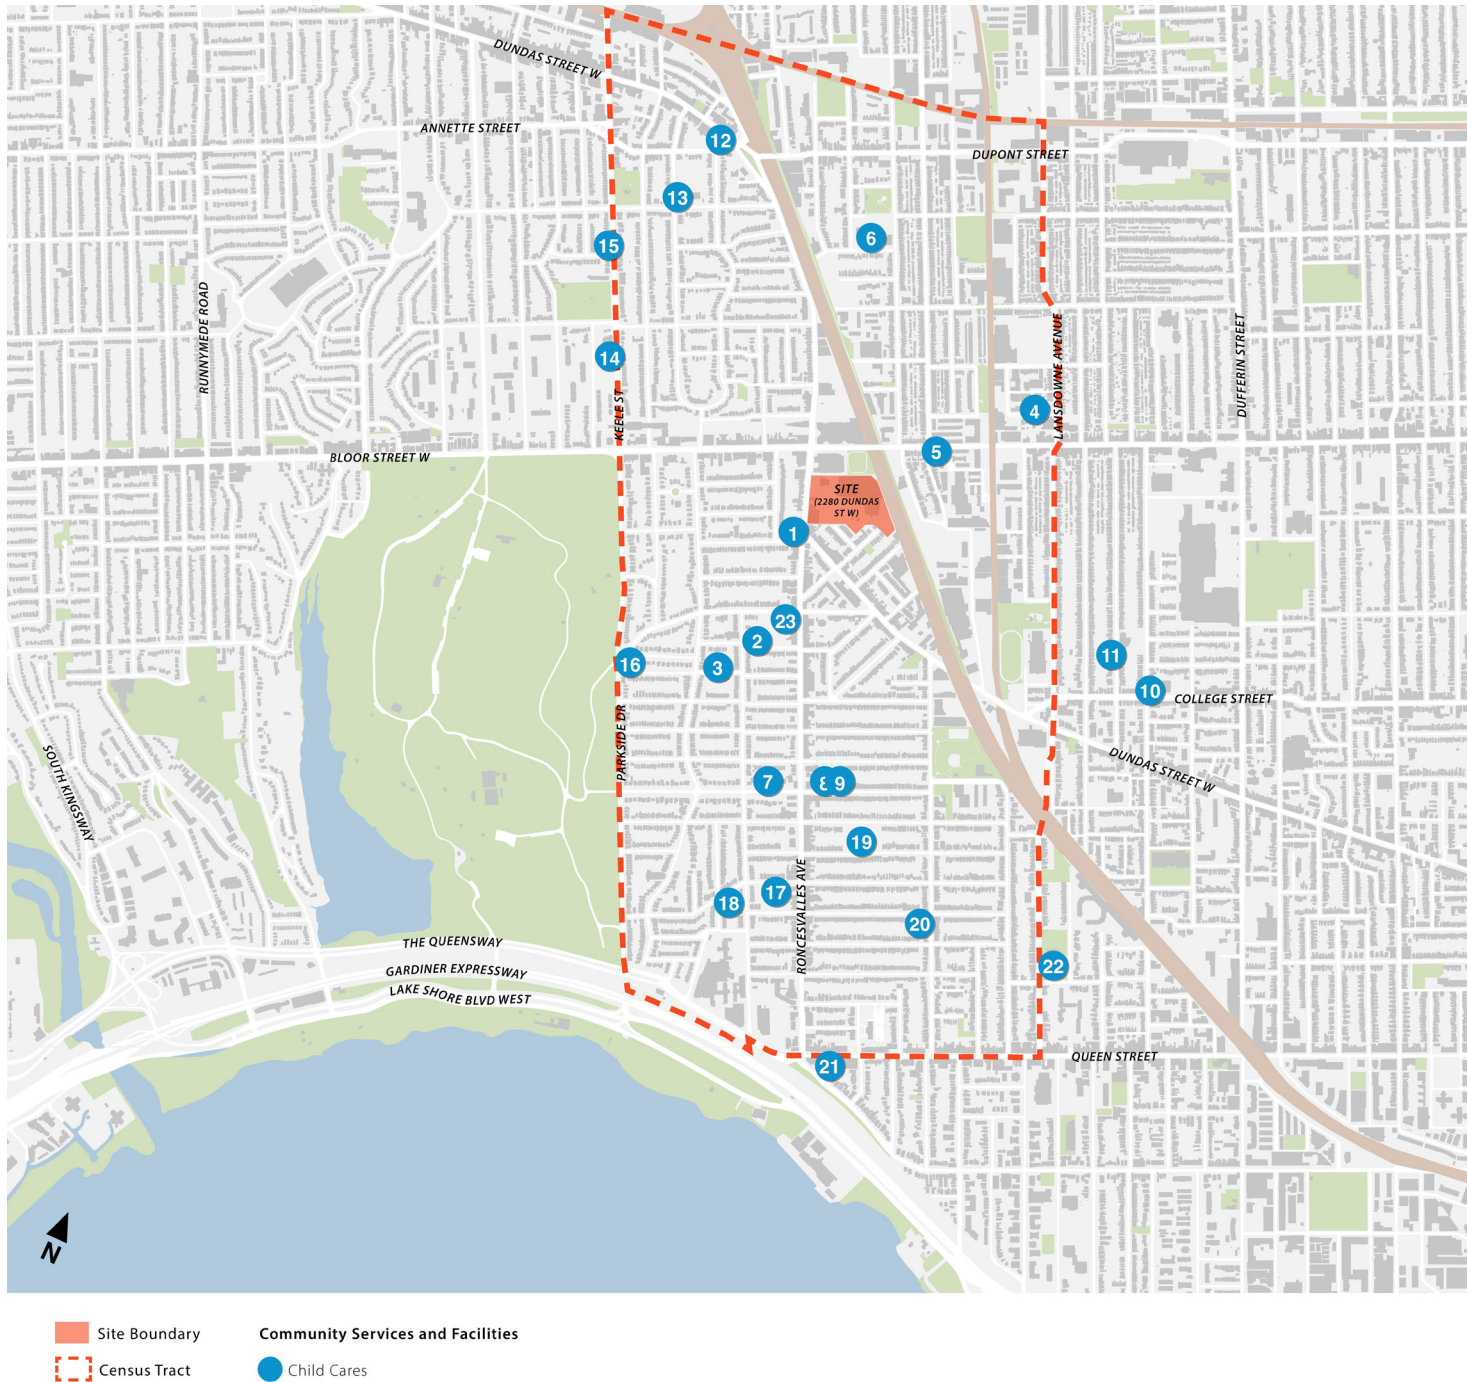 DUNDAS STREET W
ANNETTE STREET
12
DUPONT STREET
13
6
15
RUNNYMEDE ROAD
LANSDOWNE AVENUE
DUFFERIN STREET
14
KEELE ST
4
5
BLOOR STREET W
SITE
(2280 DUNDAS
ST W)
1
23
2
16
3
11
10
COLLEGE STREET
PARKSIDE DR
SOUTH KINGSWAY
DUNDAS STREET W
7
8
9
19
RONCESVALLES AVE
17
18
20
THE QUEENSWAY
22
GARDINER EXPRESSWAY
LAKE SHORE BLVD WEST
QUEEN STREET
21
N
Site Boundary
Community Services and Facilities
Census Tract
Child Cares